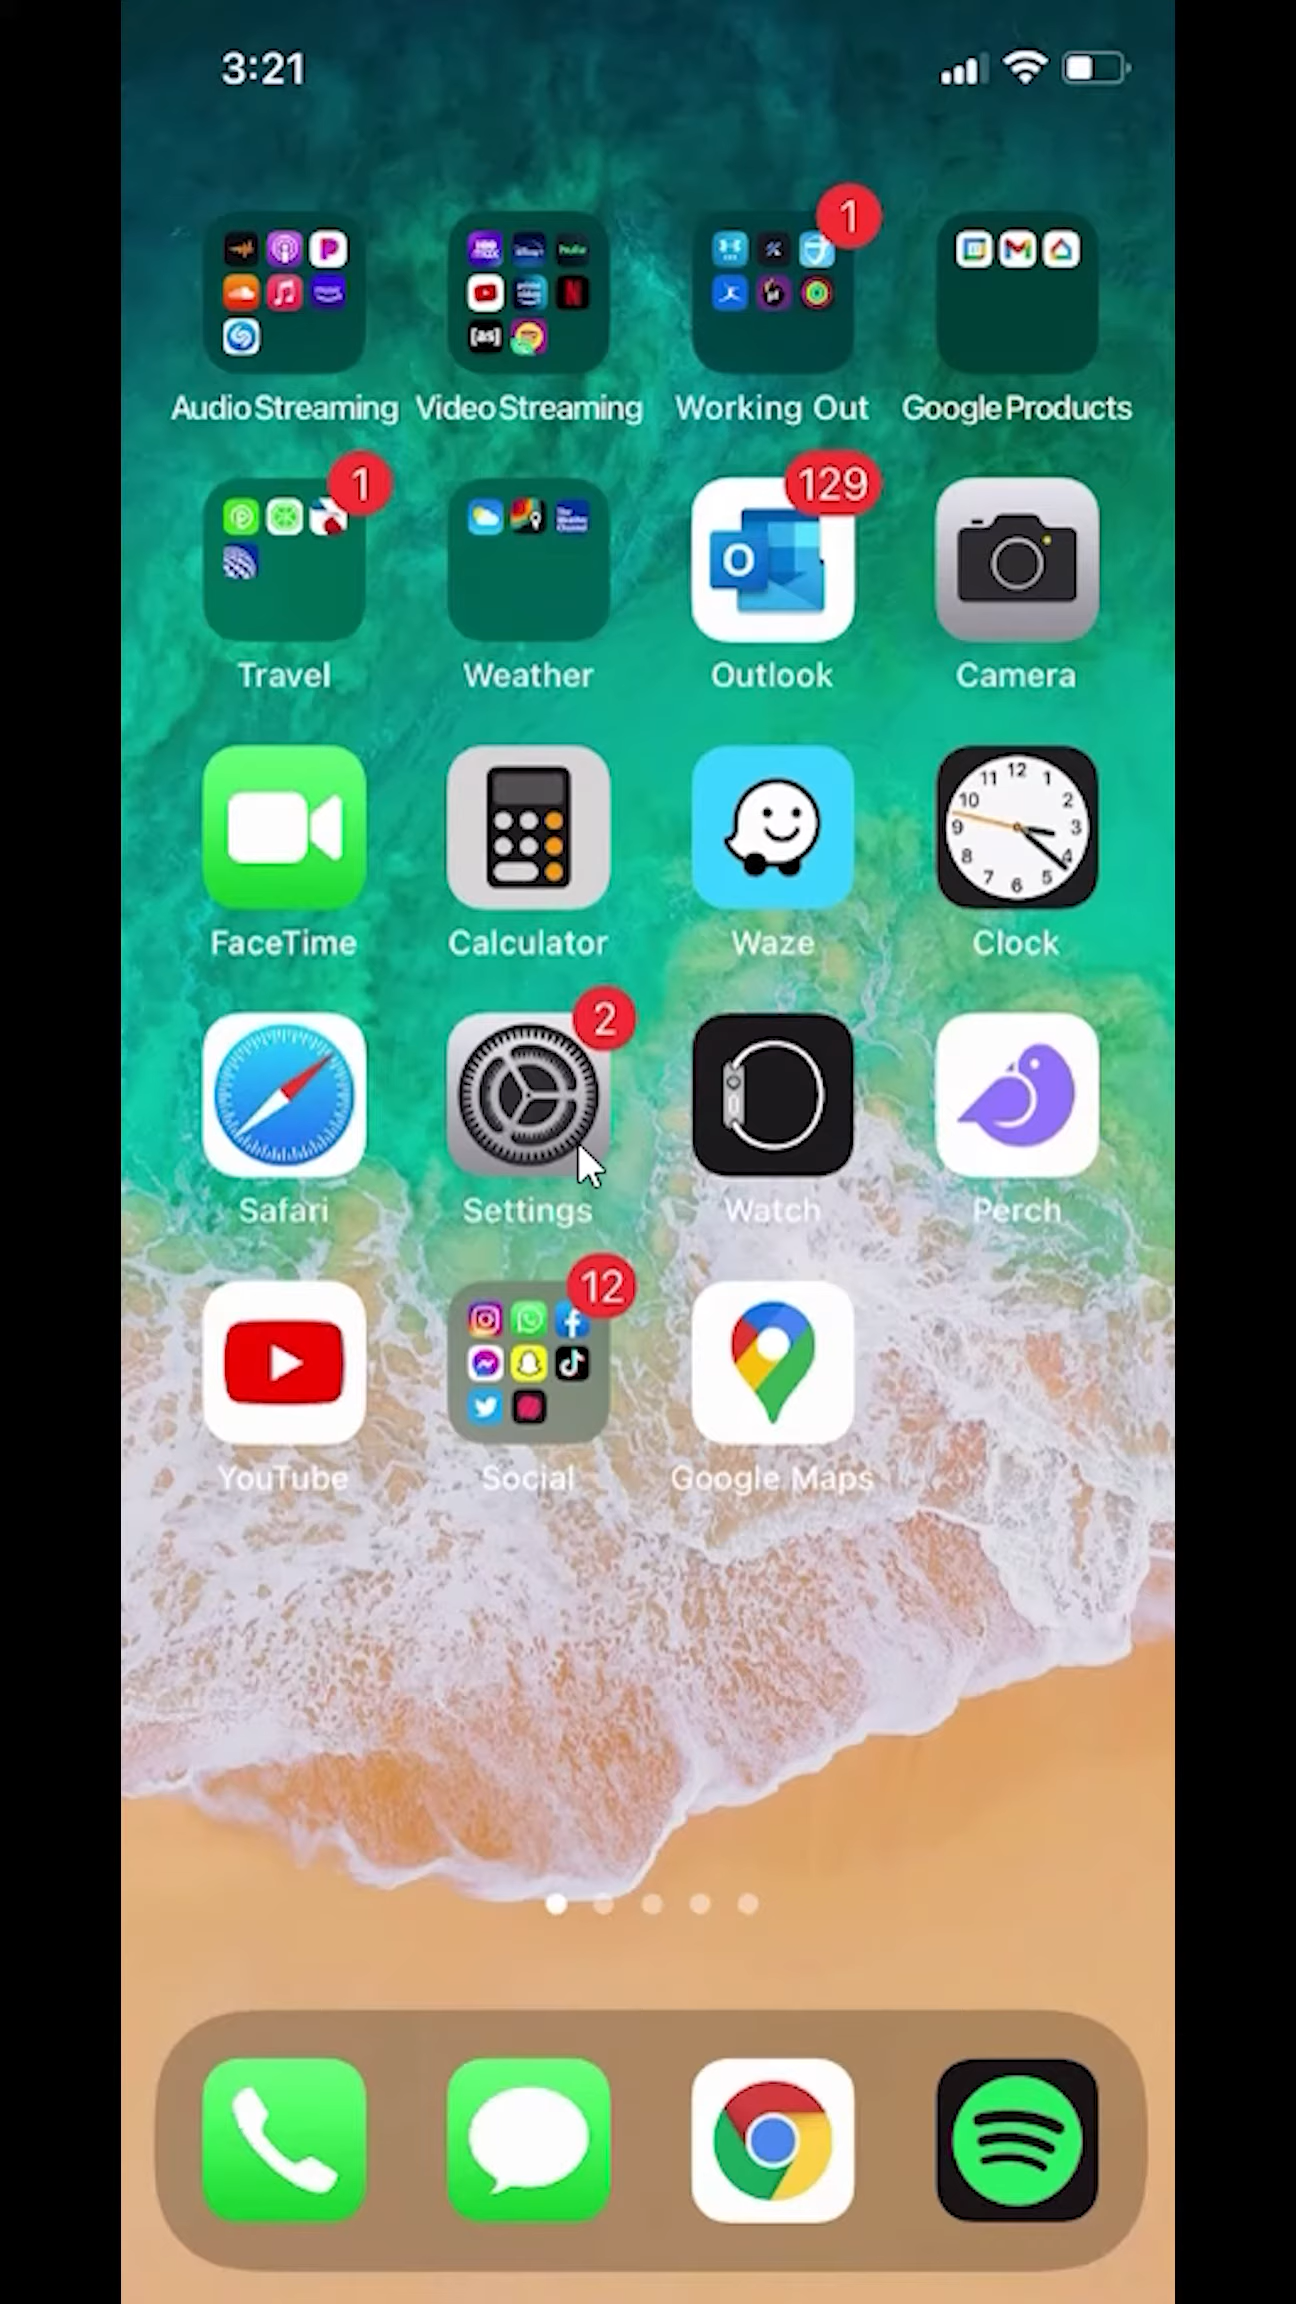 3:21
1
Audio Streaming Video Streaming Working Out Google Products
1 129
Travel Weather Outlook Camera
FaceTime Calculator Waze Clock
2
Safari Settings Watch Perch
12
YouTube Social Google Maps